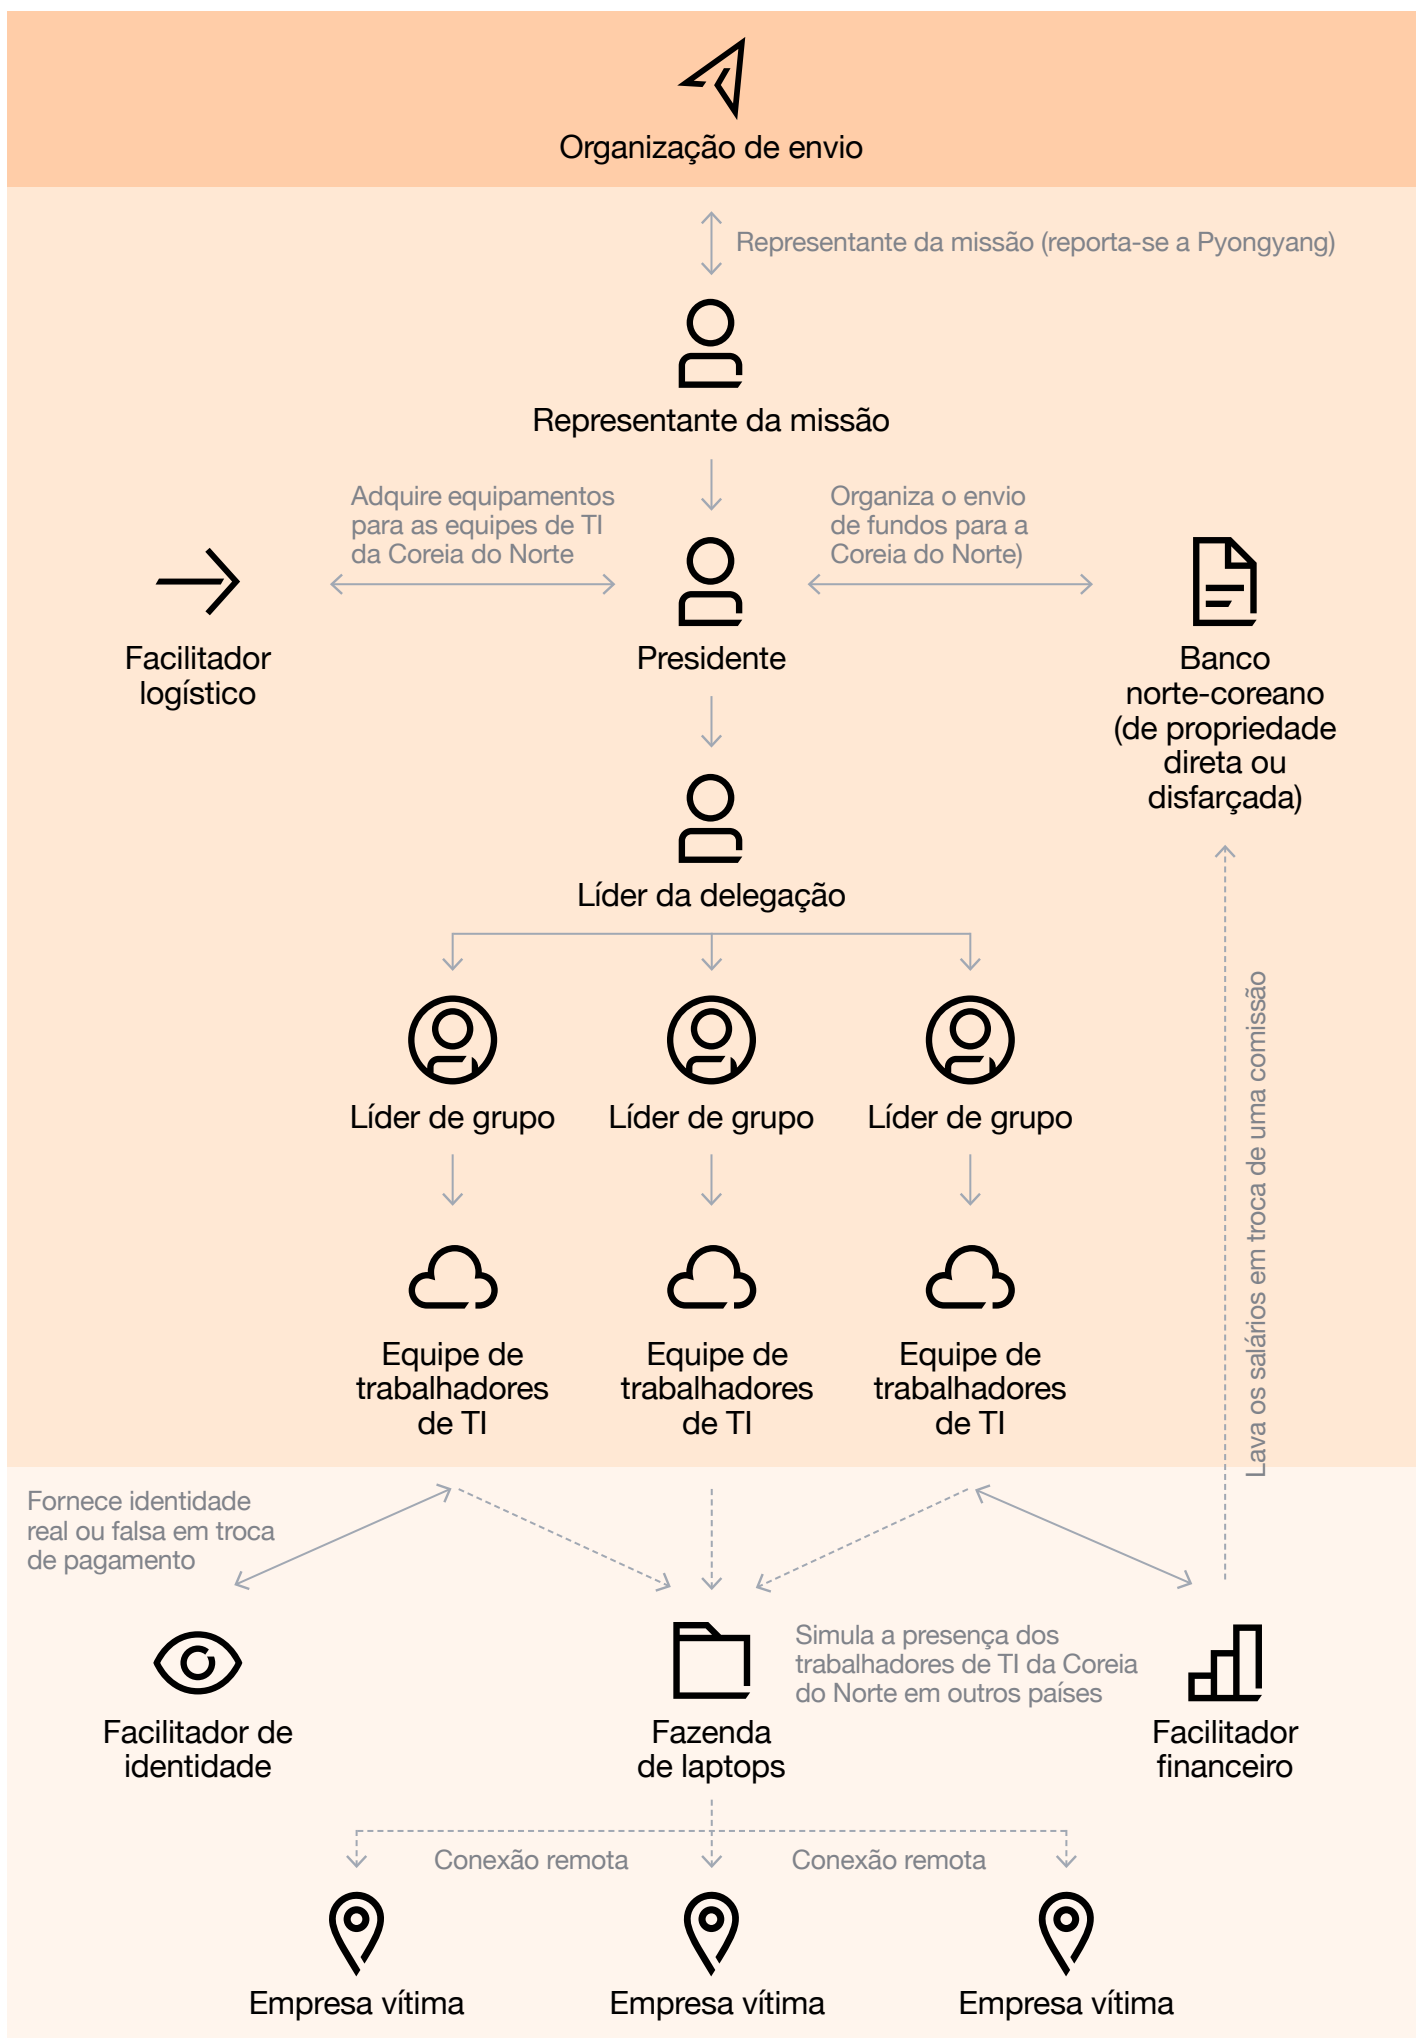 Organização de envio
Representante da missão (reporta-se a Pyongyang)
Representante da missão
Adquire equipamentos
para as equipes de TI
da Coreia do Norte
Organiza o envio
de fundos para a
Coreia do Norte)
Facilitador
logístico
Presidente
Banco
norte-coreano
(de propriedade
direta ou
disfarçada)
Líder da delegação
Líder de grupo
Líder de grupo
Líder de grupo
Lava os salários em troca de uma comissão
Equipe de
trabalhadores
de TI
Equipe de
trabalhadores
de TI
Equipe de
trabalhadores
de TI
Fornece identidade
real ou falsa em troca
de pagamento
Simula a presença dos
trabalhadores de TI da Coreia
do Norte em outros países
Facilitador de
identidade
Fazenda
de laptops
Facilitador
financeiro
Conexão remota
Conexão remota
Empresa vítima
Empresa vítima
Empresa vítima